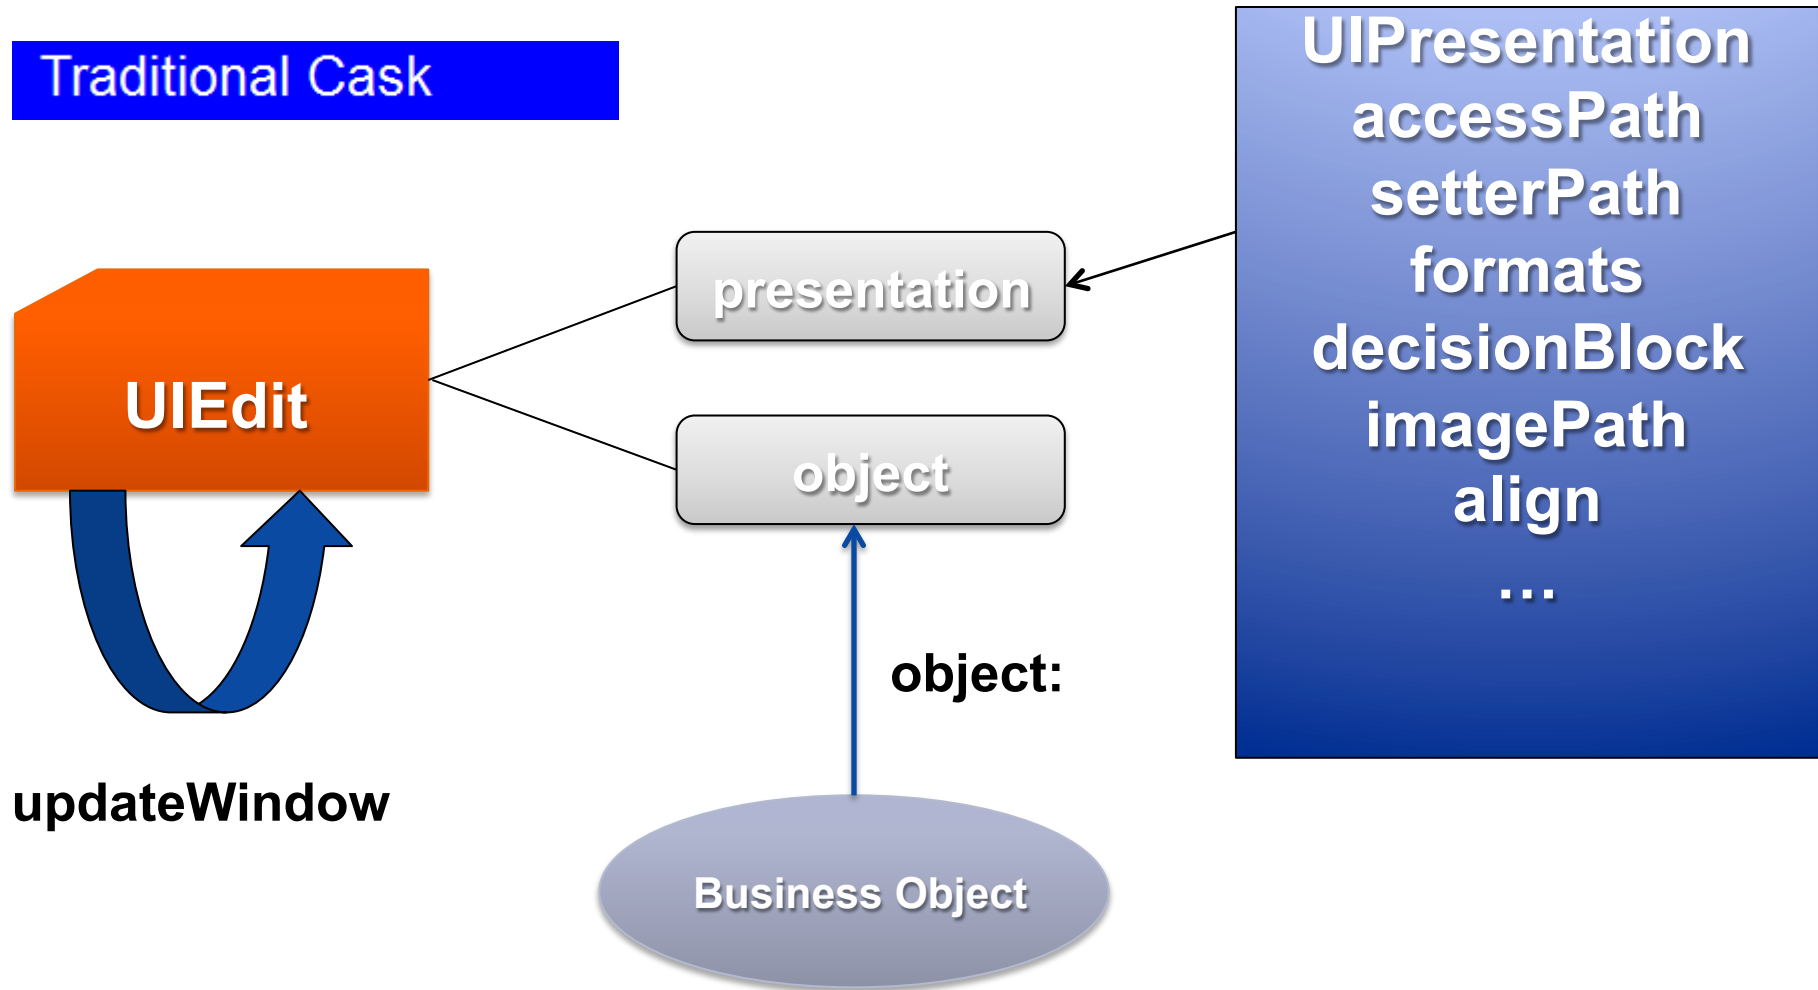 Traditional Cask
UIPresentation
accessPath
setterPath
formats
decisionBlock
imagePath
align
...
presentation
UIEdit
object
object:
updateWindow
Business Object